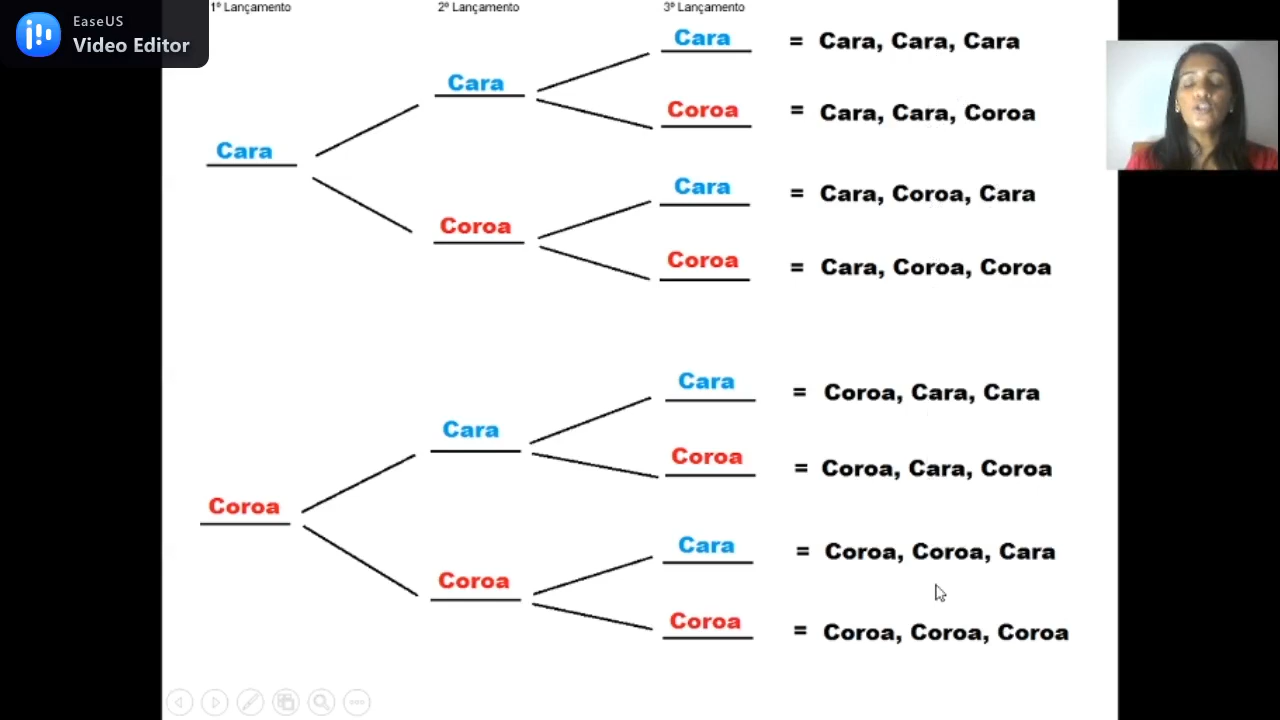 EaseUS
Video Editor
1º Lançamento 2º Lançamento 3º Lançamento
Cara = Cara, Cara, Cara
Cara
Coroa = Cara, Cara, Coroa
Cara
Cara = Cara, Coroa, Cara
Coroa
Coroa = Cara, Coroa, Coroa
Cara = Coroa, Cara, Cara
Cara
Coroa = Coroa, Cara, Coroa
Coroa
Cara = Coroa, Coroa, Cara
Coroa
Coroa = Coroa, Coroa, Coroa